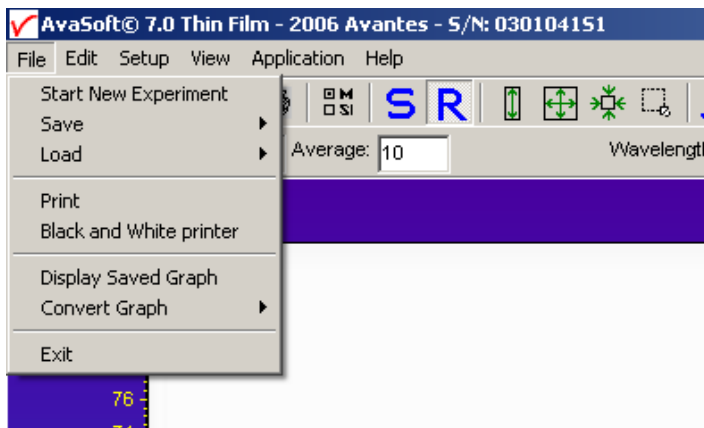 AvaSoft© 7.0 Thin Film - 2006 Avantes - S/N: 0301041S1
File Edit Setup View Application Help
Start New Experiment
S R
Save
Load
Average: 10
Print
Black and White printer
Display Saved Graph
Convert Graph
Exit
76